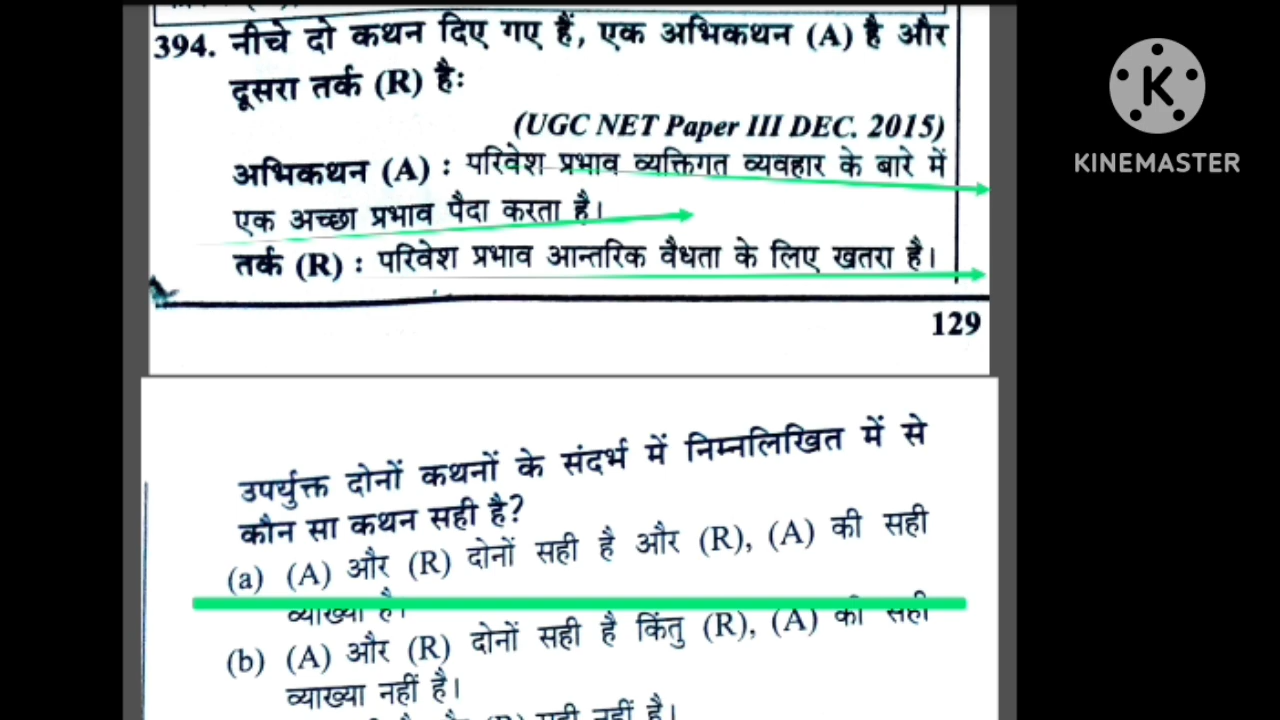 394. नीचे दो कथन दिए गए हैं, एक अभिकथन (A) है और
दूसरा तर्क (R) है:
(UGC NET Paper III DEC. 2015)
अभिकथन (A) : परिवेश प्रभाव व्यक्तिगत व्यवहार के बारे में
एक अच्छा प्रभाव पैदा करता है।
तर्क (R) : परिवेश प्रभाव आन्तरिक वैधता के लिए खतरा है।
129
उपर्युक्त दोनों कथनों के संदर्भ में निम्नलिखित में से
कौन सा कथन सही है?
(a) (A) और (R) दोनों सही है और (R), (A) की सही
व्याख्या है।
(b) (A) और (R) दोनों सही है किंतु (R), (A) की सही
व्याख्या नहीं है।
(R) सही नहीं है।
K
KINEMASTER